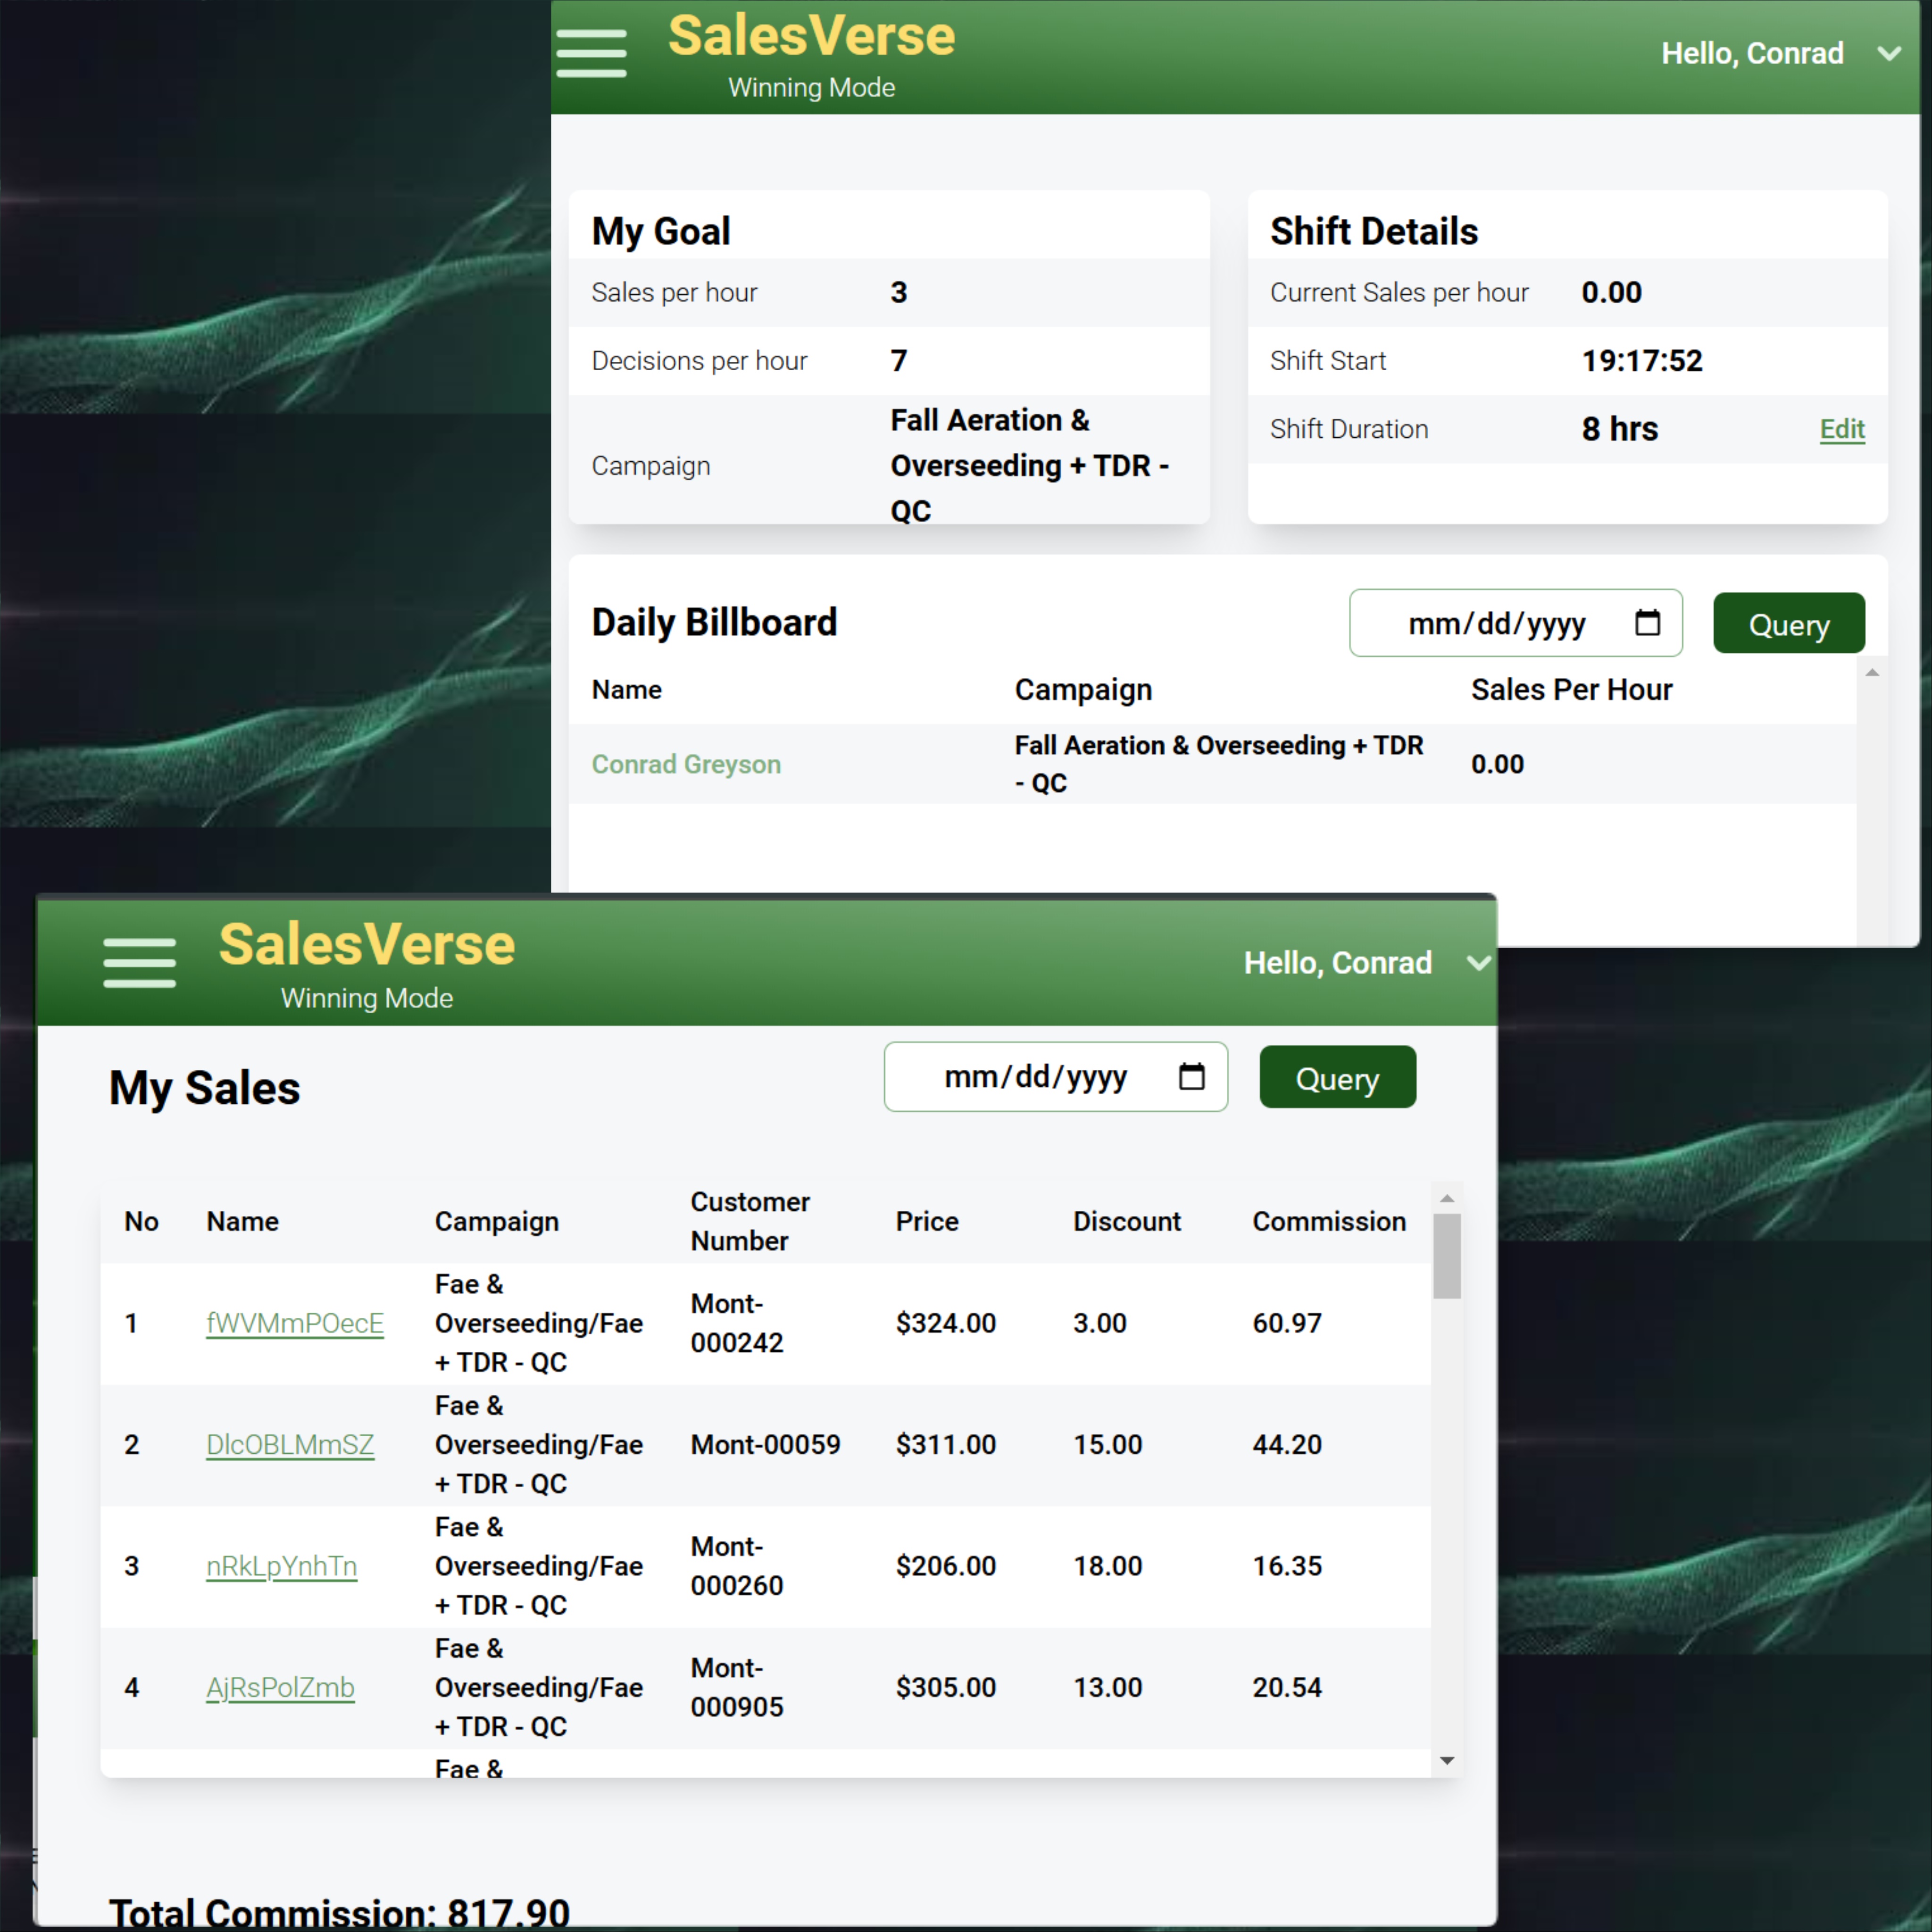 SalesVerse
Winning Mode
Hello, Conrad
My Goal
Sales per hour 3
Decisions per hour 7
Campaign
Fall Aeration &
Overseeding + TDR -
QC
Shift Details
Current Sales per hour 0.00
Shift Start 19:17:52
Shift Duration 8 hrs Edit
Daily Billboard
mm/dd/yyyy
Query
Name Campaign Sales Per Hour
Conrad Greyson
Fall Aeration & Overseeding + TDR
- QC
0.00
SalesVerse
Winning Mode
Hello, Conrad
My Sales
mm/dd/yyyy
Query
No Name Campaign
Customer
Number
Price Discount Commission
1
fWVMmPOecE
Fae &
Overseeding/Fae
+ TDR - QC
Mont-
000242
$324.00 3.00 60.97
2
DlcOBLMmSZ
Fae &
Overseeding/Fae
+ TDR - QC
Mont-00059
$311.00 15.00 44.20
3
nRkLpYnhTn
Fae &
Overseeding/Fae
+ TDR - QC
Mont-
000260
$206.00 18.00 16.35
4
AjRsPolZmb
Fae &
Overseeding/Fae
+ TDR - QC
Mont-
000905
$305.00 13.00 20.54
Fae &
Total Commission: 817.90